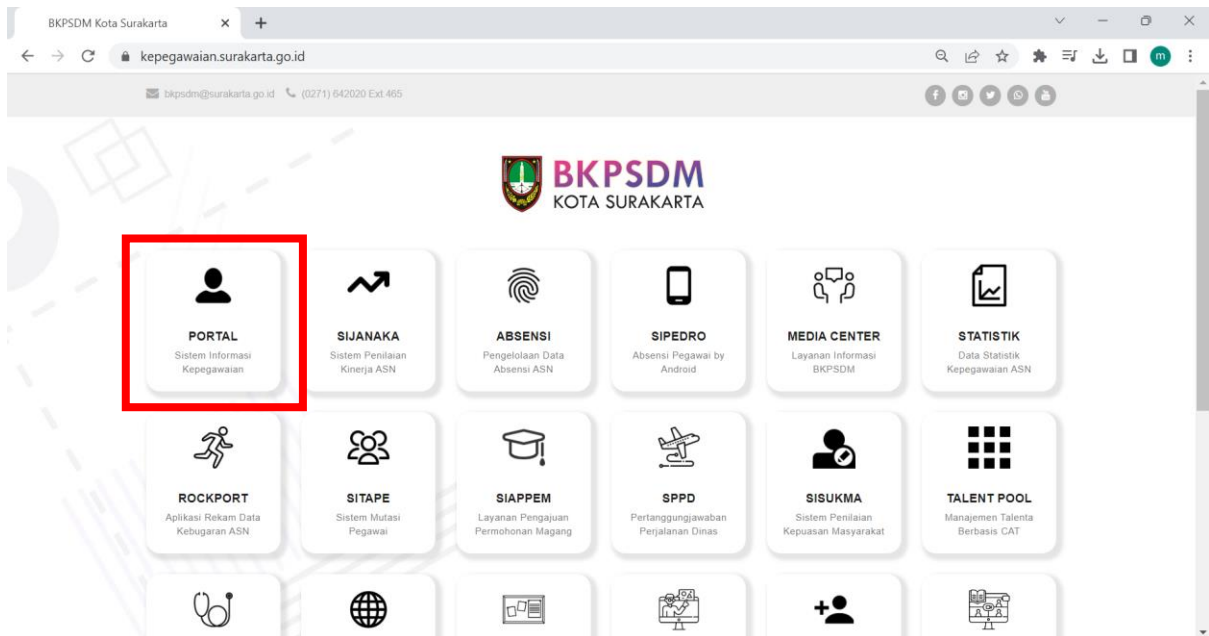 BKPSDM Kota Surakarta
kepegawaian.surakarta.go.id
m
bkpsdm@surakarta.go.id (0271) 642020 Ext.465
BKPSDM
KOTA SURAKARTA
PORTAL
Sistem Informasi
Kepegawaian
SIJANAKA
Sistem Penilaian
Kinerja ASN
ABSENSI
Pengelolaan Data
Absensi ASN
SIPEDRO
Absensi Pegawai by
Android
MEDIA CENTER
Layanan Informasi
BKPSDM
STATISTIK
Data Statistik
Kepegawaian ASN
ROCKPORT
Aplikasi Rekam Data
Kebugaran ASN
SITAPE
Sistem Mutasi
Pegawai
SIAPPEM
Layanan Pengajuan
Permohonan Magang
SPPD
Pertanggungjawaban
Perjalanan Dinas
SISUKMA
Sistem Penilaian
Kepuasan Masyarakat
TALENT POOL
Manajemen Talenta
Berbasis CAT